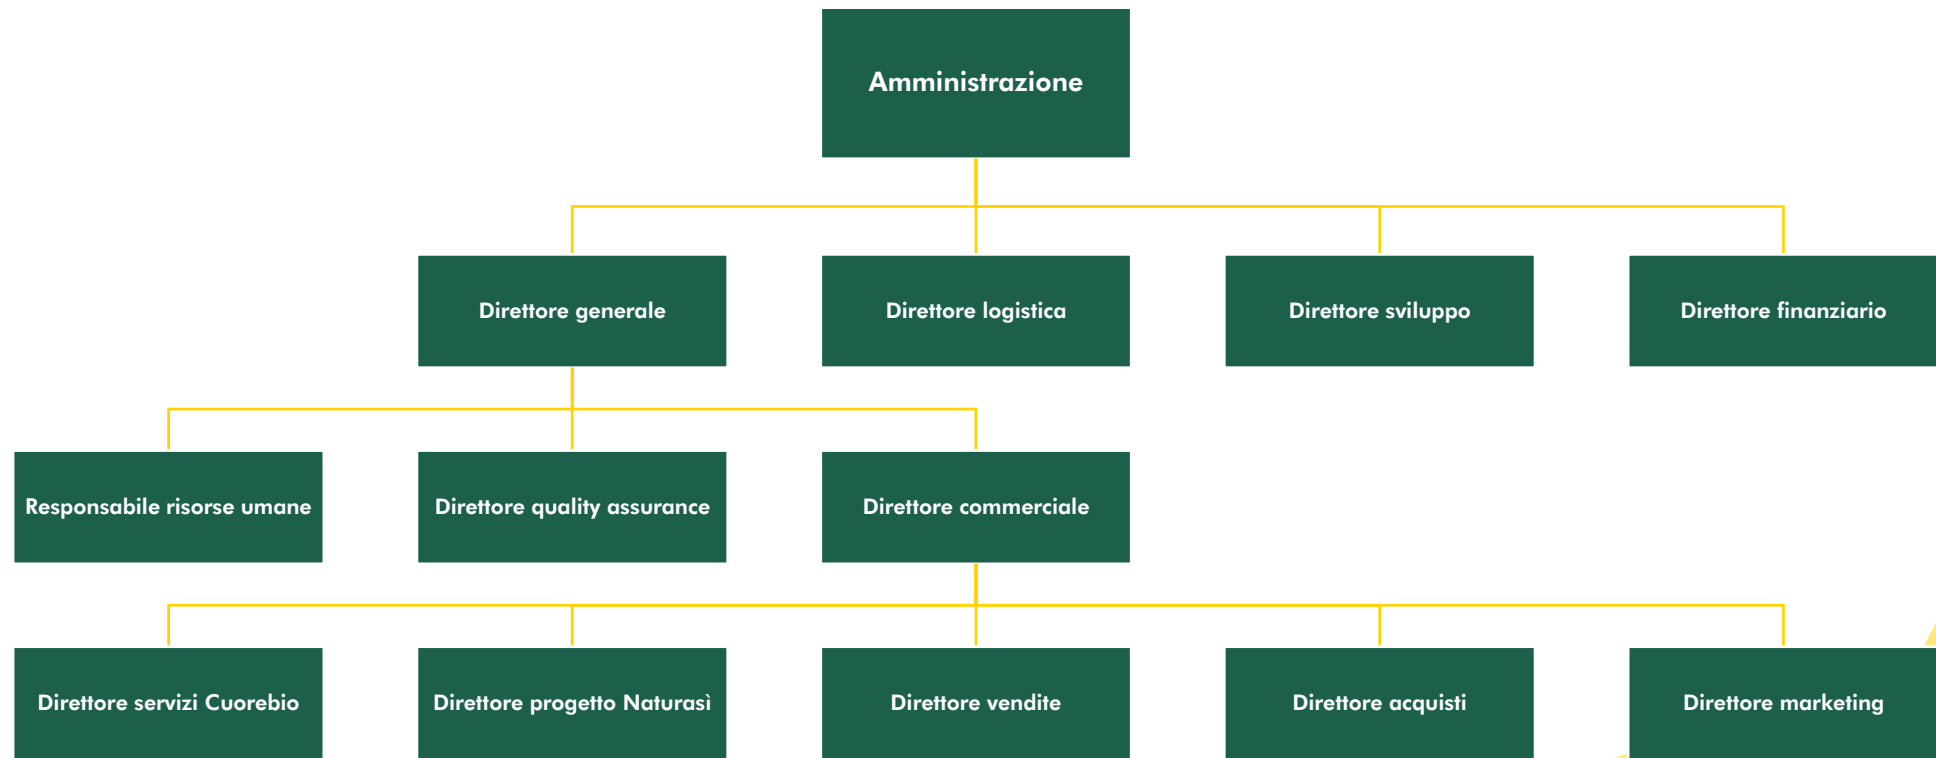 Amministrazione
Direttore generale
Direttore logistica
Direttore sviluppo
Direttore finanziario
Responsabile risorse umane
Direttore quality assurance
Direttore commerciale
Direttore servizi Cuorebio
Direttore progetto Naturasì
Direttore vendite
Direttore acquisti
Direttore marketing